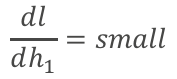 dl/dh₁ = small